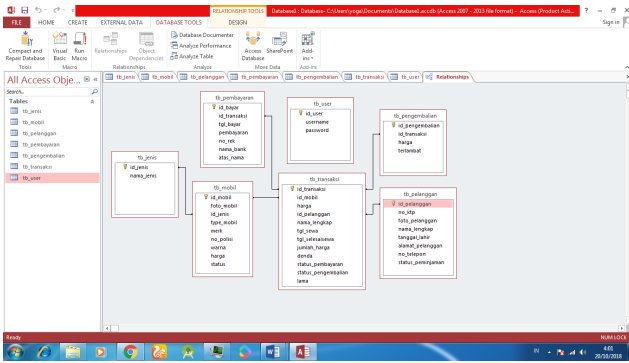 RELATIONSHIP TOOLS
Database1 : Database- C:\Users\yoga\Documents\Database1.accdb (Access 2007 - 2013 file format) - Access (Product Acti...
? 
FILE HOME CREATE EXTERNAL DATA DATABASE TOOLS DESIGN Sign in
Compact and Repair Database
Visual Basic
Run Macro
Relationships
Object Dependencies
Database Documenter
Analyze Performance
Analyze Table
Access Database
SharePoint
Add-ins
Tools Macro Relationships Analyze Move Data Add-Ins
All Access Obje...
Search...
Tables
tb_jenis
tb_mobil
tb_pelanggan
tb_pembayaran
tb_pengembalian
tb_transaksi
tb_user
tb_jenis tb_mobil tb_pelanggan tb_pembayaran tb_pengembalian tb_transaksi tb_user Relationships
tb_pembayaran
id_bayar
id_transaksi
tgl_bayar
pembayaran
no_rek
nama_bank
atas_nama
tb_user
id_user
username
password
tb_pengembalian
id_pengembalian
id_transaksi
harga
terlambat
tb_jenis
id_jenis
nama_jenis
tb_mobil
id_mobil
foto_mobil
id_jenis
type_mobil
merk
no_polisi
warna
harga
status
tb_transaksi
id_transaksi
id_mobil
harga
id_pelanggan
nama_lengkap
tgl_sewa
tgl_selesaisewa
jumlah_harga
denda
status_pembayaran
status_pengembalian
lama
tb_pelanggan
id_pelanggan
no_ktp
foto_pelanggan
nama_lengkap
tanggal_lahir
alamat_pelanggan
no_telepon
status_peminjaman
Ready NUM LOCK
IN
4:01
20/10/2018